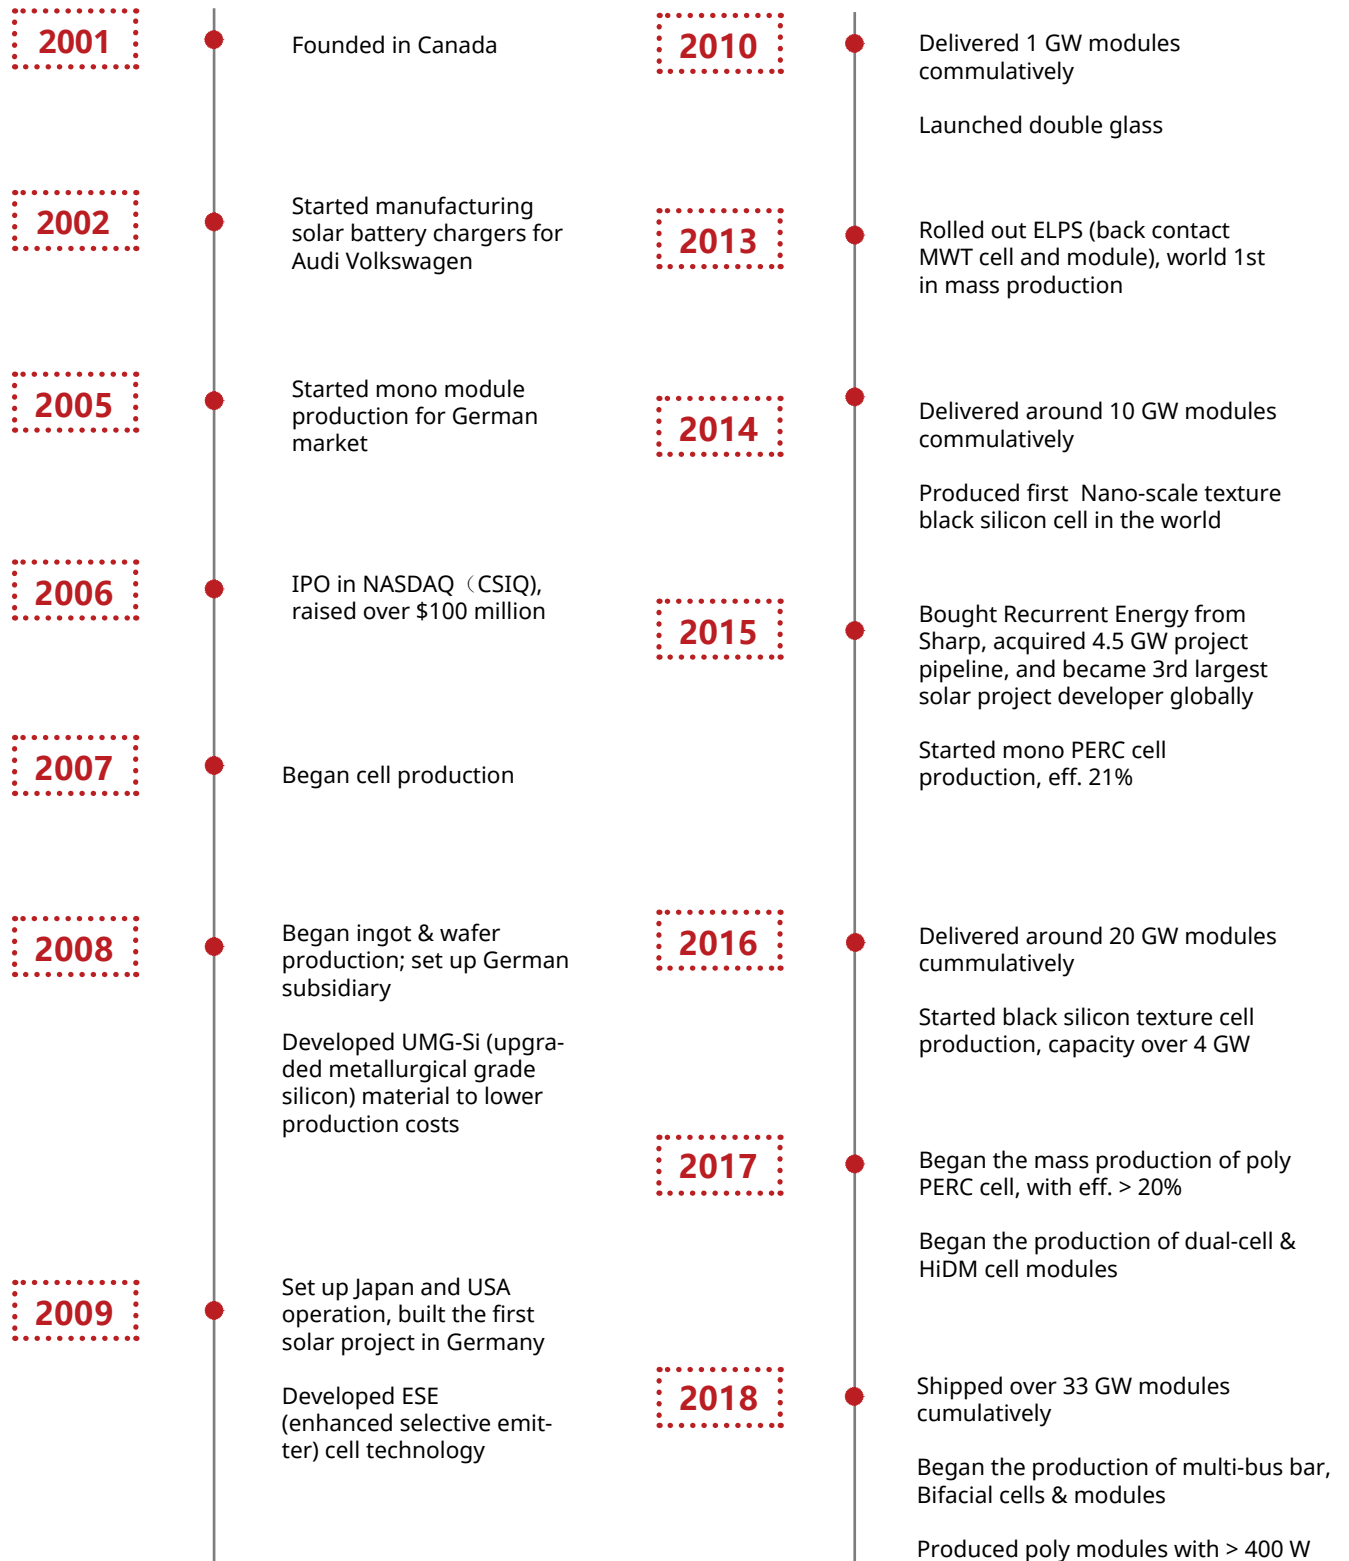 2001
Founded in Canada
2002
Started manufacturing
solar battery chargers for
Audi Volkswagen
2005
Started mono module
production for German
market
2006
IPO in NASDAQ（CSIQ),
raised over $100 million
2007
Began cell production
2008
Began ingot & wafer
production; set up German
subsidiary
Developed UMG-Si (upgra-
ded metallurgical grade
silicon) material to lower
production costs
2009
Set up Japan and USA
operation, built the first
solar project in Germany
Developed ESE
(enhanced selective emit-
ter) cell technology
2010
Delivered 1 GW modules
commulatively
Launched double glass
2013
Rolled out ELPS (back contact
MWT cell and module), world 1st
in mass production
2014
Delivered around 10 GW modules
commulatively
Produced first  Nano-scale texture
black silicon cell in the world
2015
Bought Recurrent Energy from
Sharp, acquired 4.5 GW project
pipeline, and became 3rd largest
solar project developer globally
Started mono PERC cell
production, eff. 21%
2016
Delivered around 20 GW modules
cummulatively
Started black silicon texture cell
production, capacity over 4 GW
2017
Began the mass production of poly
PERC cell, with eff. > 20%
Began the production of dual-cell &
HiDM cell modules
2018
Shipped over 33 GW modules
cumulatively
Began the production of multi-bus bar,
Bifacial cells & modules
Produced poly modules with > 400 W